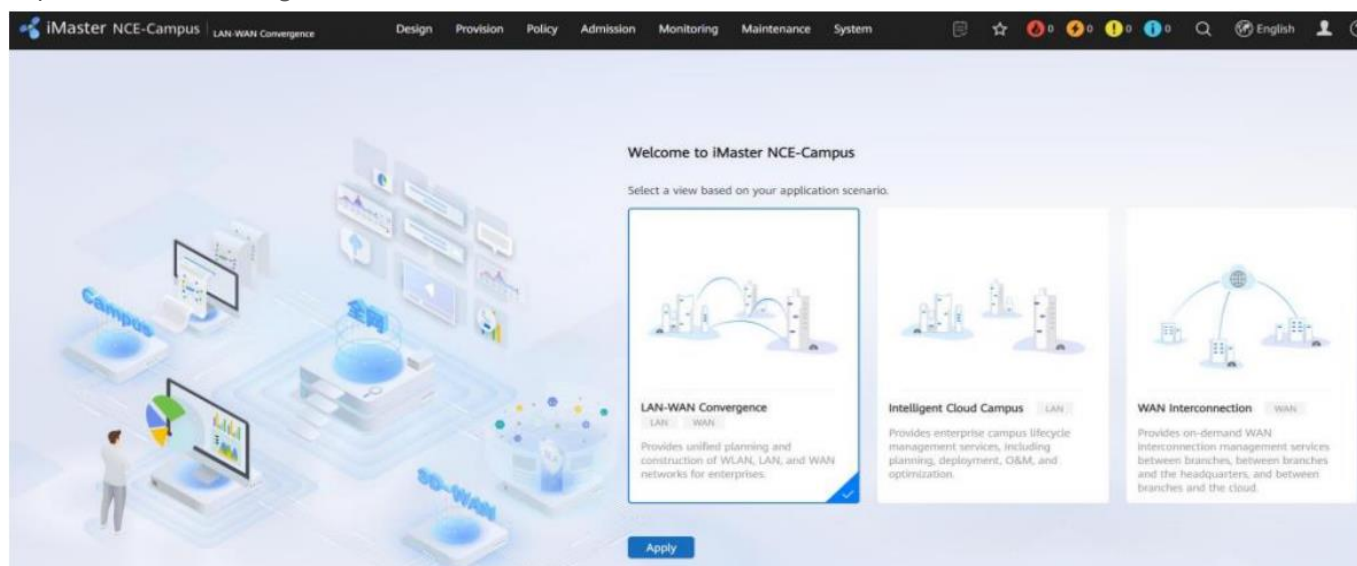 iMaster NCE-Campus | LAN-WAN Convergence Design Provision Policy Admission Monitoring Maintenance System 0 0 0 0 English
Welcome to iMaster NCE-Campus
Select a view based on your application scenario.
Campus
全网
SD-WAN
LAN-WAN Convergence
LAN WAN
Provides unified planning and
construction of WLAN, LAN, and WAN
networks for enterprises.
Intelligent Cloud Campus LAN
Provides enterprise campus lifecycle
management services, including
planning, deployment, O&M, and
optimization.
WAN Interconnection WAN
Provides on-demand WAN
interconnection management services
between branches, between branches
and the headquarters, and between
branches and the cloud.
Apply